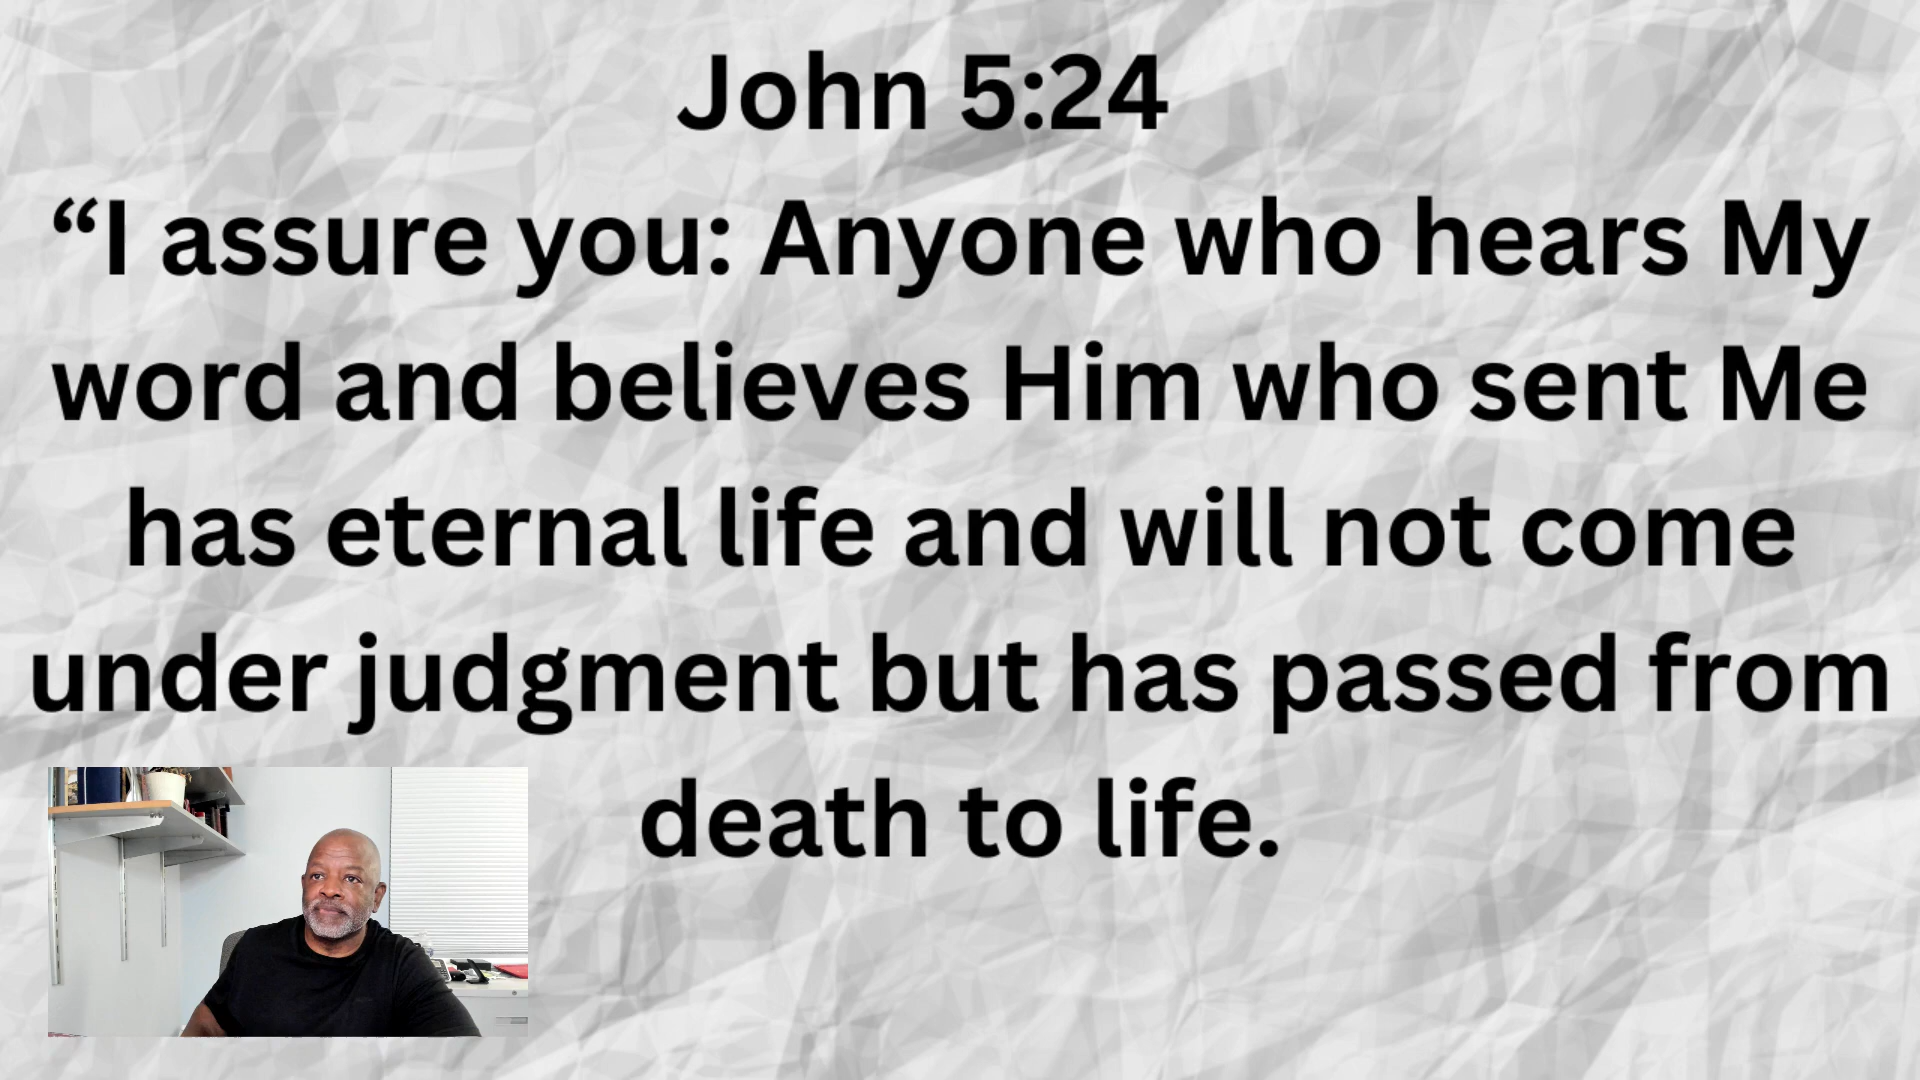 John 5:24
“I assure you: Anyone who hears My
word and believes Him who sent Me
has eternal life and will not come
under judgment but has passed from
death to life.